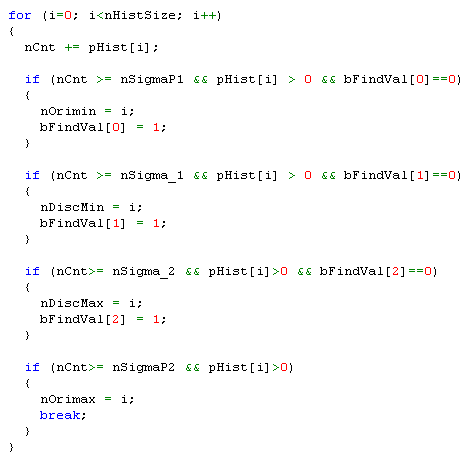 for (i=0; i<nHistSize; i++)
{
  nCnt += pHist[i];

  if (nCnt >= nSigmaP1 && pHist[i] > 0 && bFindVal[0]==0)
  {
    nOrimin = i;
    bFindVal[0] = 1;
  }

  if (nCnt >= nSigma_1 && pHist[i] > 0 && bFindVal[1]==0)
  {
    nDiscMin = i;
    bFindVal[1] = 1;
  }

  if (nCnt>= nSigma_2 && pHist[i]>0 && bFindVal[2]==0)
  {
    nDiscMax = i;
    bFindVal[2] = 1;
  }

  if (nCnt>= nSigmaP2 && pHist[i]>0)
  {
    nOrimax = i;
    break;
  }
}